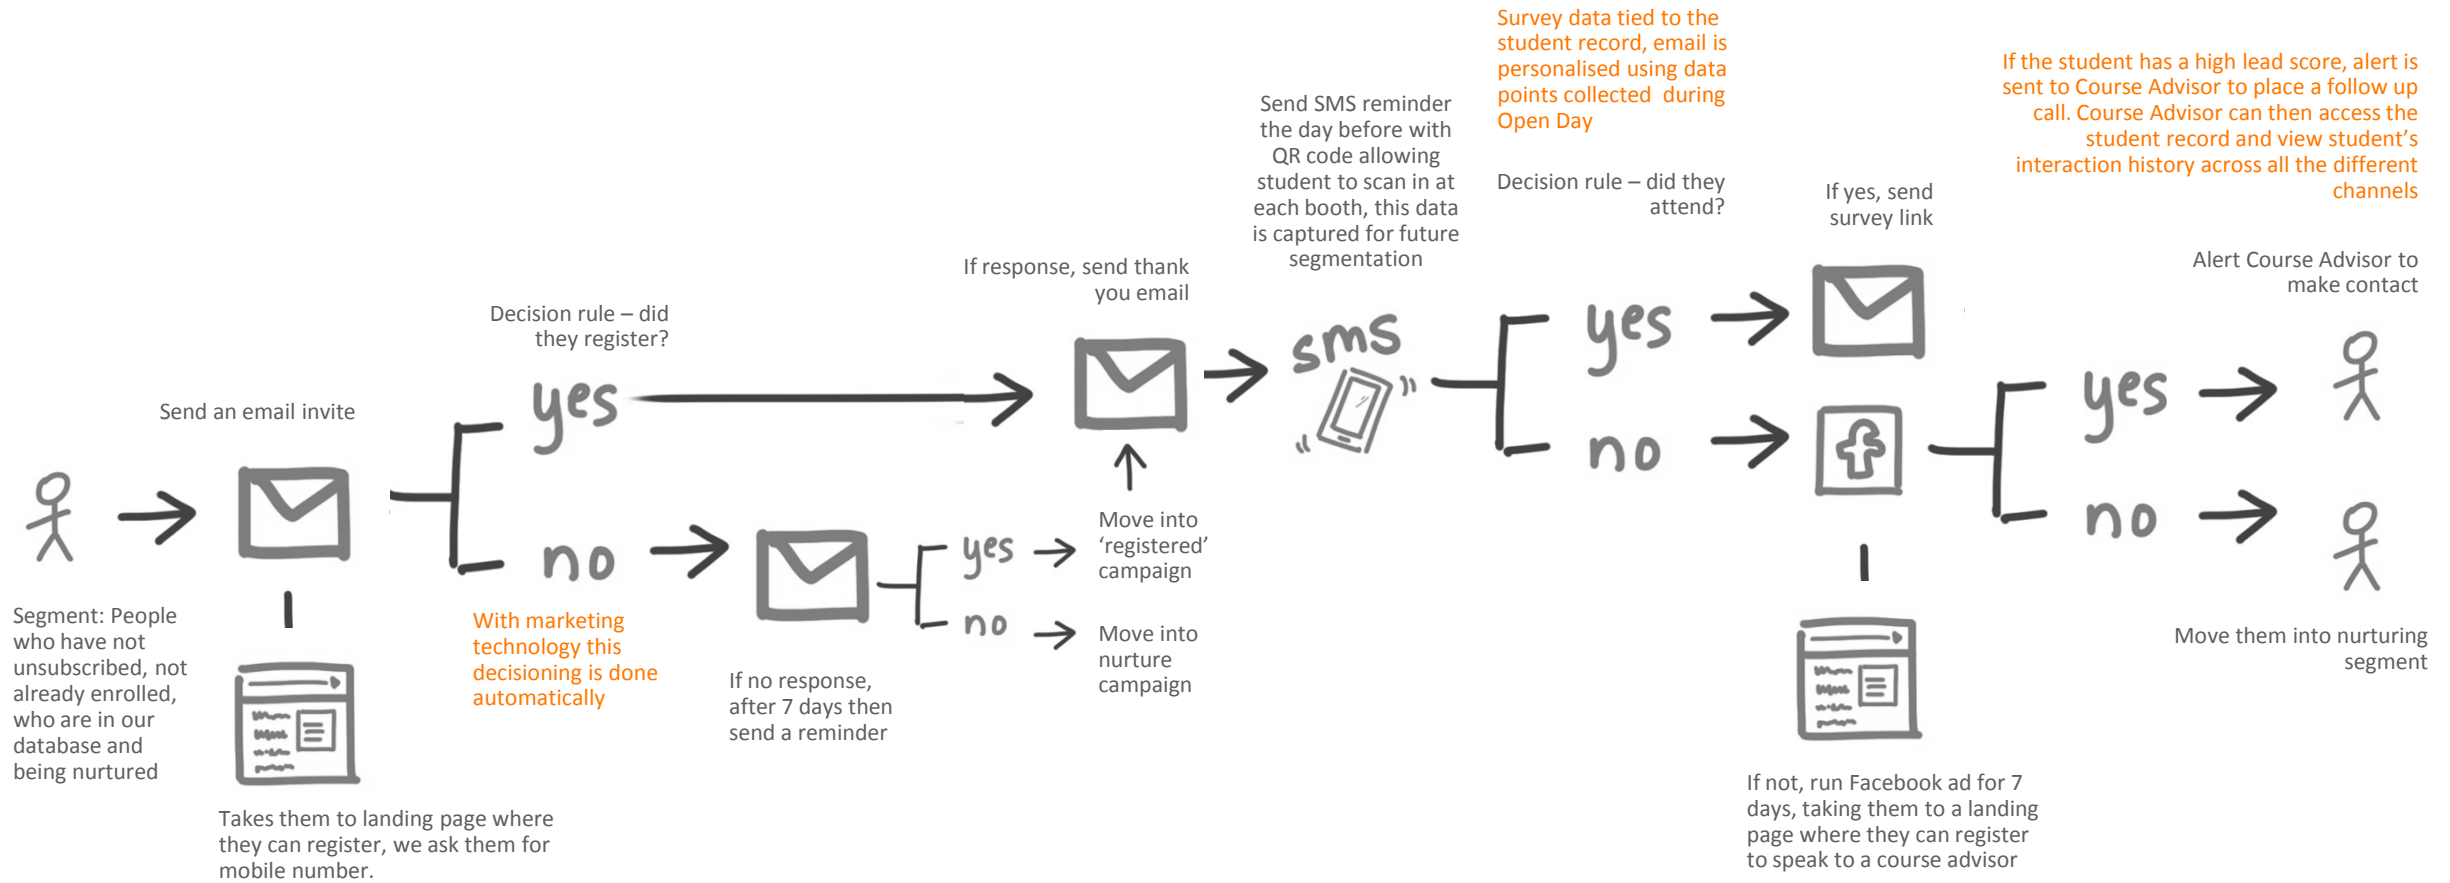 Segment: People
who have not
unsubscribed, not
already enrolled,
who are in our
database and
being nurtured
Send an email invite
Takes them to landing page where
they can register, we ask them for
mobile number.
Decision rule – did
they register?
yes
no
With marketing
technology this
decisioning is done
automatically
If no response,
after 7 days then
send a reminder
yes
no
Move into
‘registered’
campaign
Move into
nurture
campaign
If response, send thank
you email
Send SMS reminder
the day before with
QR code allowing
student to scan in at
each booth, this data
is captured for future
segmentation
sms
Survey data tied to the
student record, email is
personalised using data
points collected during
Open Day
Decision rule – did they
attend?
yes
no
If yes, send
survey link
f
If not, run Facebook ad for 7
days, taking them to a landing
page where they can register
to speak to a course advisor
If the student has a high lead score, alert is
sent to Course Advisor to place a follow up
call. Course Advisor can then access the
student record and view student’s
interaction history across all the different
channels
Alert Course Advisor to
make contact
yes
no
Move them into nurturing
segment